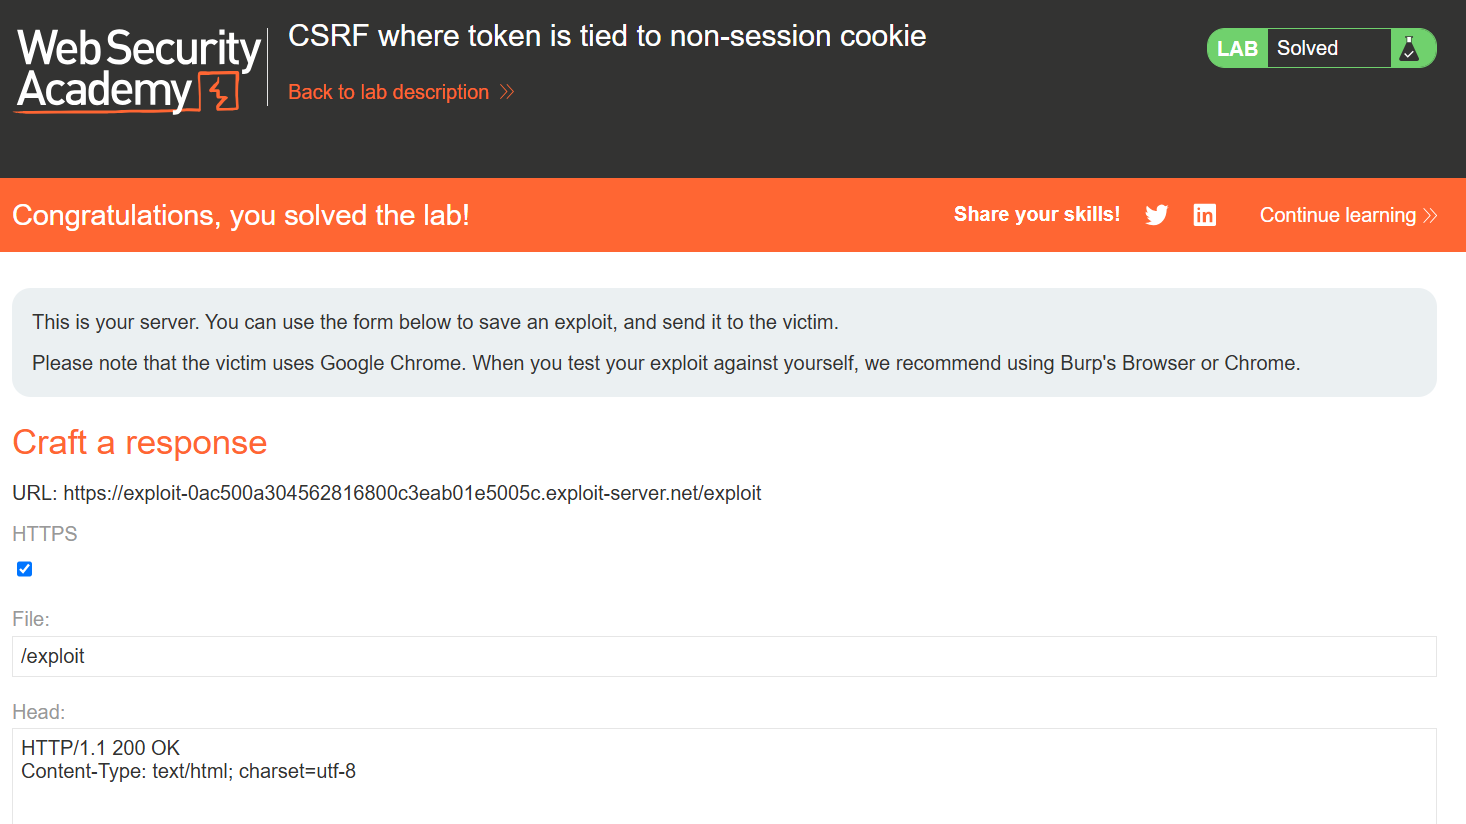 WebSecurity
Academy
CSRF where token is tied to non-session cookie
Back to lab description
LAB Solved
Congratulations, you solved the lab!
Share your skills!
Continue learning
This is your server. You can use the form below to save an exploit, and send it to the victim.
Please note that the victim uses Google Chrome. When you test your exploit against yourself, we recommend using Burp's Browser or Chrome.
Craft a response
URL: https://exploit-0ac500a304562816800c3eab01e5005c.exploit-server.net/exploit
HTTPS
File:
/exploit
Head:
HTTP/1.1 200 OK
Content-Type: text/html; charset=utf-8